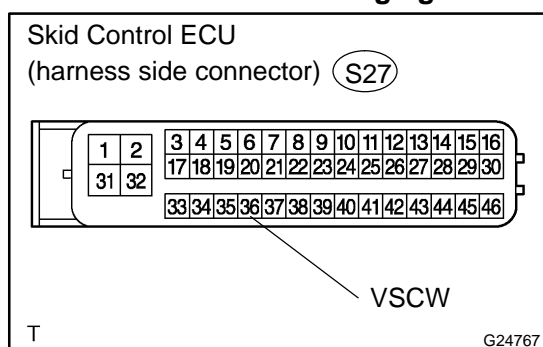 Skid Control ECU
(harness side connector) S27
1 2 3 4 5 6 7 8 9 10 11 12 13 14 15 16
31 32 17 18 19 20 21 22 23 24 25 26 27 28 29 30
33 34 35 36 37 38 39 40 41 42 43 44 45 46
VSCW
T G24767